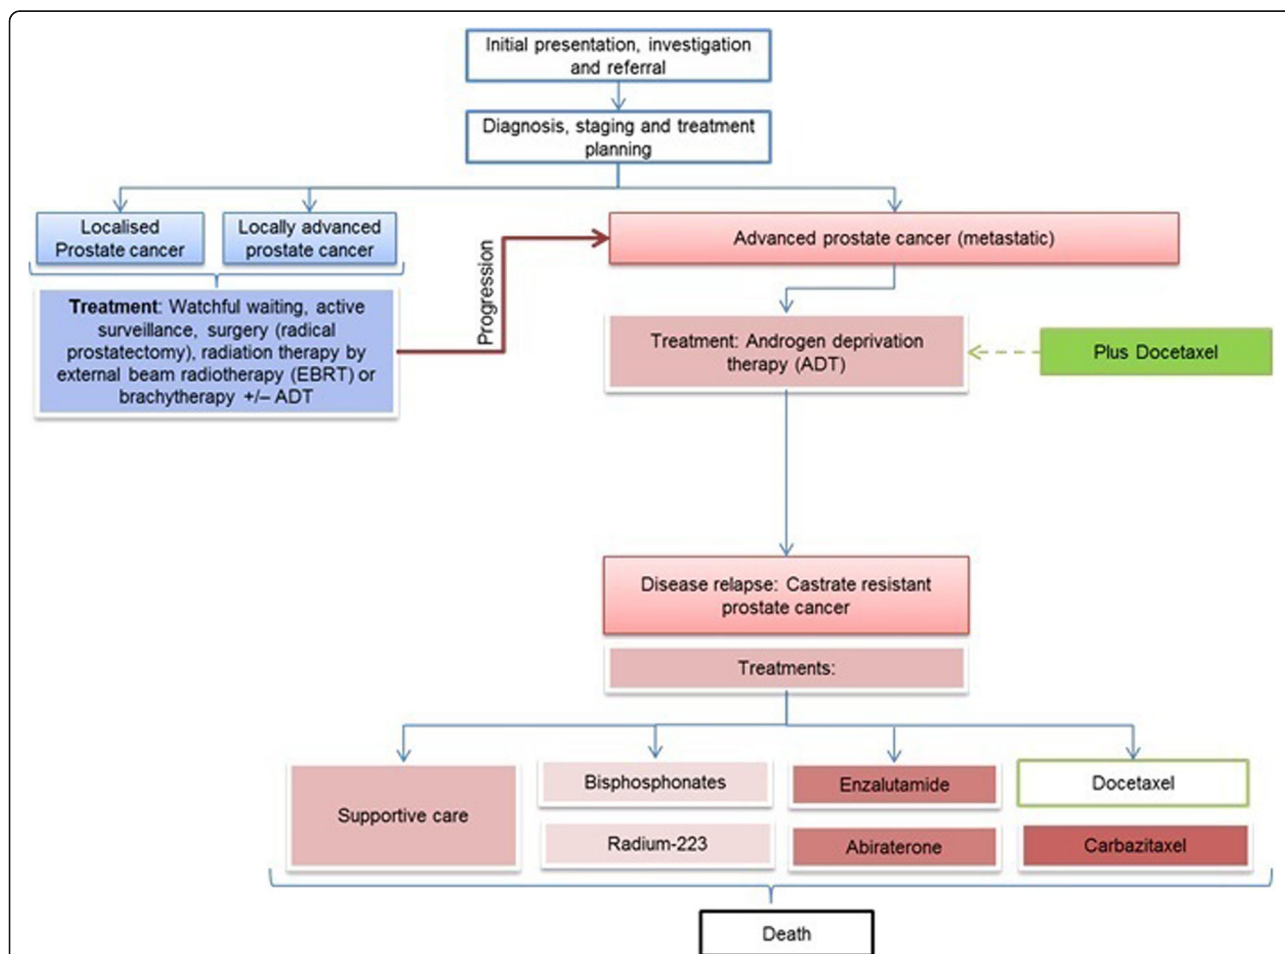 Initial presentation, investigation
and referral
Diagnosis, staging and treatment
planning
Localised
Prostate cancer
Locally advanced
prostate cancer
Advanced prostate cancer (metastatic)
Progression
Treatment: Watchful waiting, active
surveillance, surgery (radical
prostatectomy), radiation therapy by
external beam radiotherapy (EBRT) or
brachytherapy +/– ADT
Treatment: Androgen deprivation
therapy (ADT)
Plus Docetaxel
Disease relapse: Castrate resistant
prostate cancer
Treatments:
Supportive care
Bisphosphonates
Radium-223
Enzalutamide
Abiraterone
Docetaxel
Carbazitaxel
Death